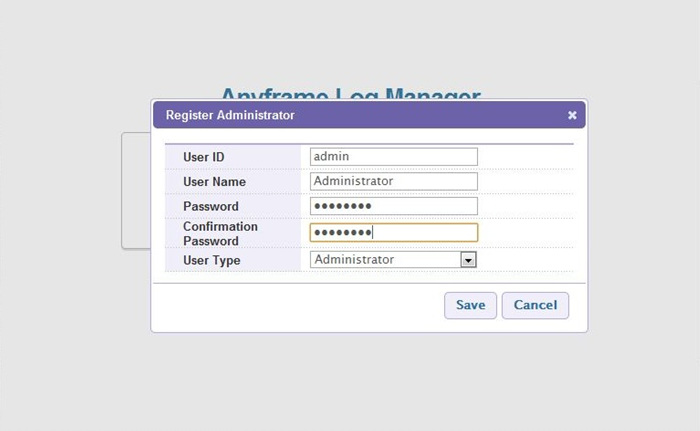 Anyframe Log Manager
Register Administrator
User ID admin
User Name Administrator
Password ●●●●●●●●
Confirmation
Password ●●●●●●●●
User Type Administrator
Save Cancel